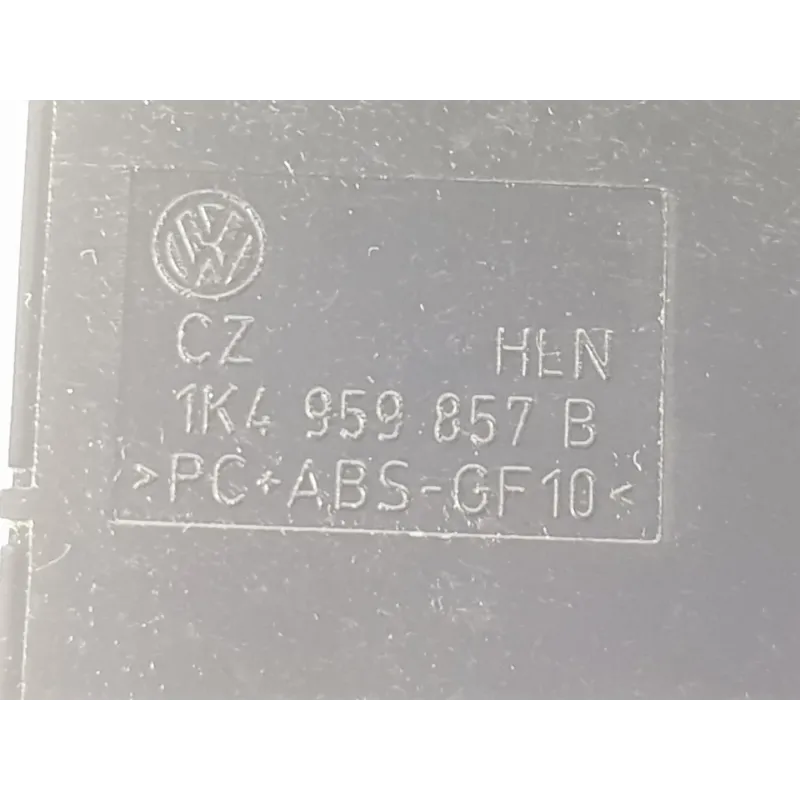 CZ HEN
1K4 959 857 B
>PC+ABS-GF10<